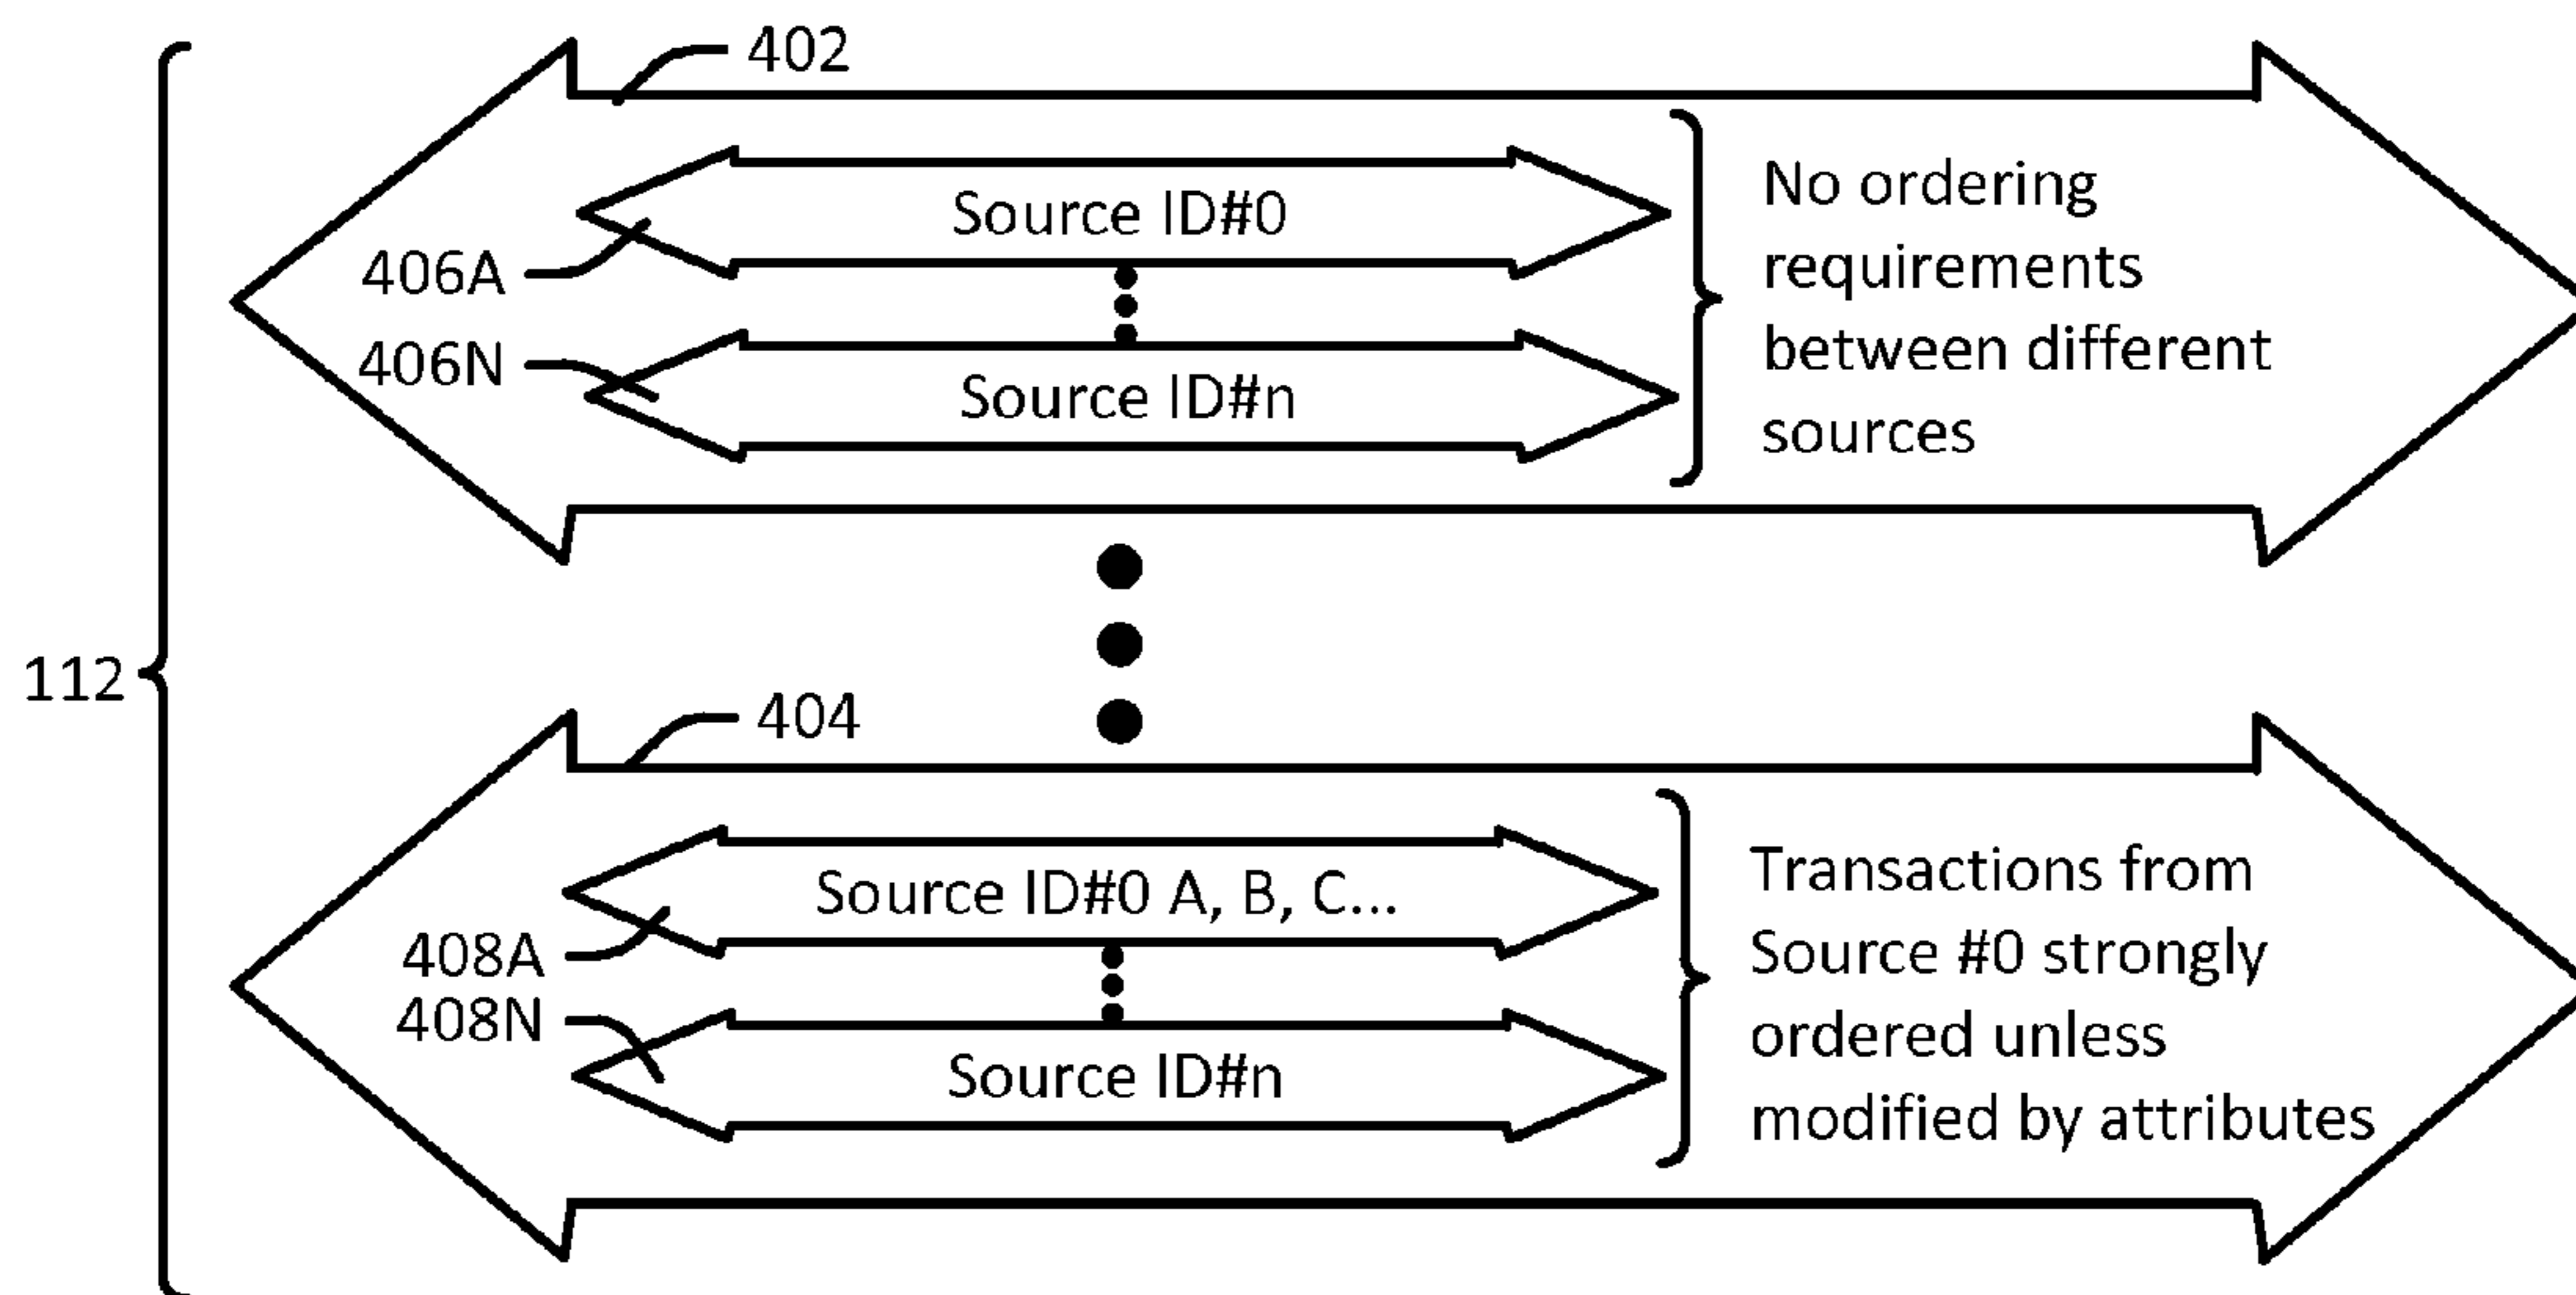 402
Source ID#0
406A
406N
Source ID#n
No ordering
requirements
between different
sources
112
404
Source ID#0 A, B, C...
408A
408N
Source ID#n
Transactions from
Source #0 strongly
ordered unless
modified by attributes